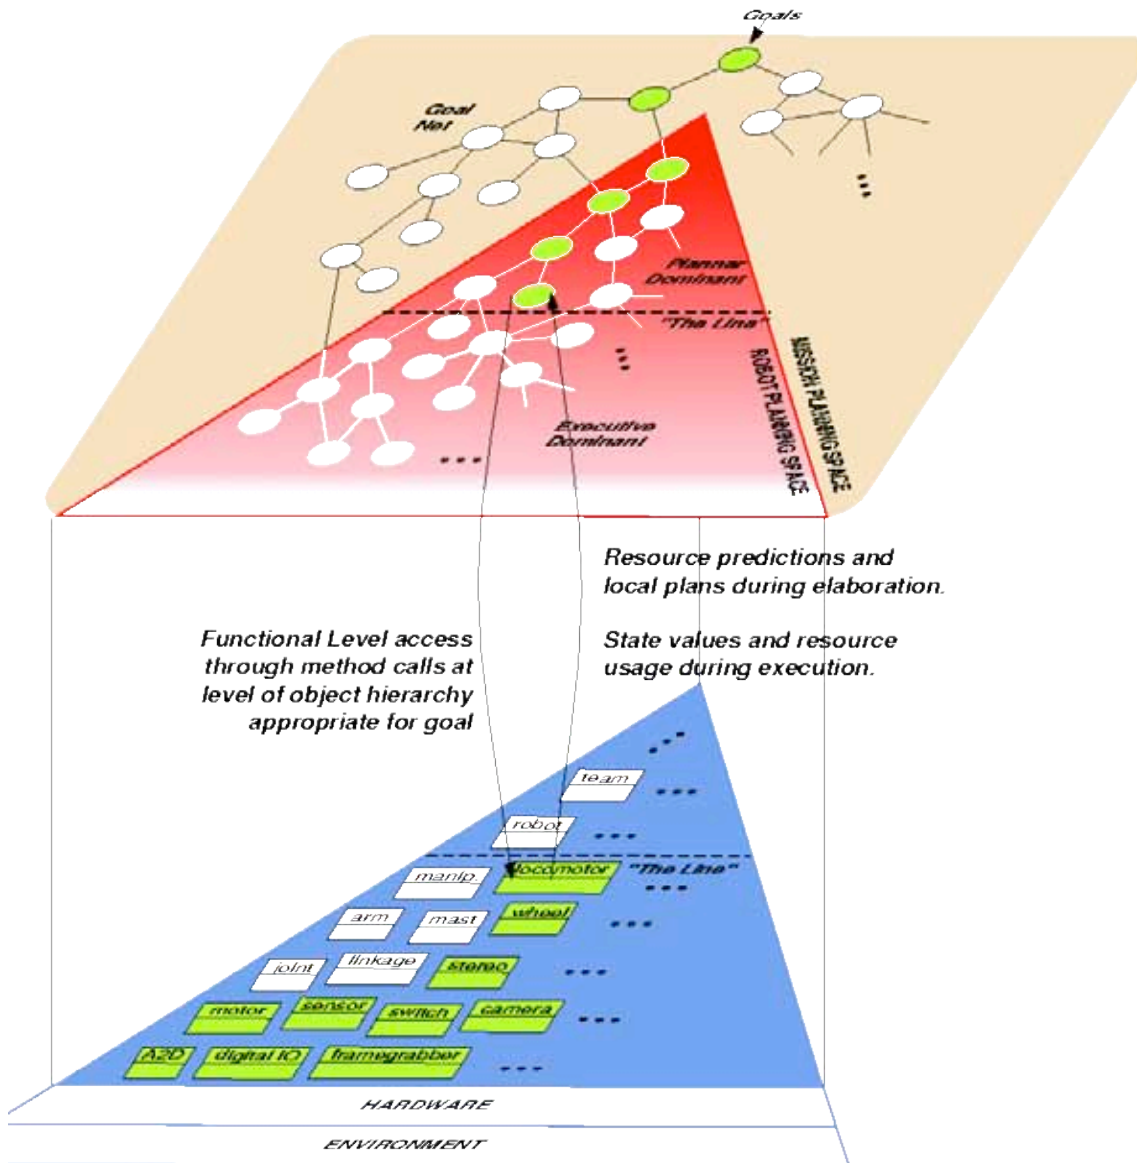 Goals
Goal
Net
Planner
Dominant
"The Line"
MISSION PLANNING SPACE
ROBOT PLANNING SPACE
Executive
Dominant
Resource predictions and
local plans during elaboration.
State values and resource
usage during execution.
Functional Level access
through method calls at
level of object hierarchy
appropriate for goal
team
robot
"The Line"
manip.
locomotor
arm
mast
wheel
joint
linkage
stereo
motor
sensor
switch
camera
A2D
digital IO
framegrabber
HARDWARE
ENVIRONMENT